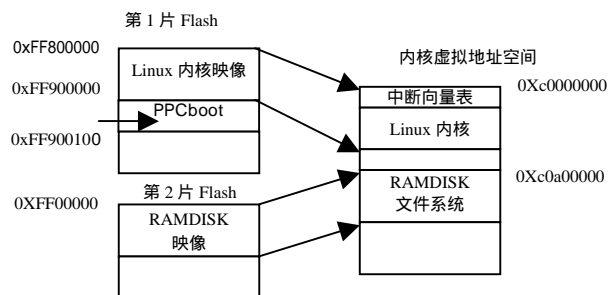 第 1 片 Flash
0xFF800000
Linux 内核映像
0xFF900000
PPCboot
0xFF900100
第 2 片 Flash
0XFF00000
RAMDISK
映像
内核虚拟地址空间
0Xc0000000
中断向量表
Linux 内核
0Xc0a00000
RAMDISK
文件系统